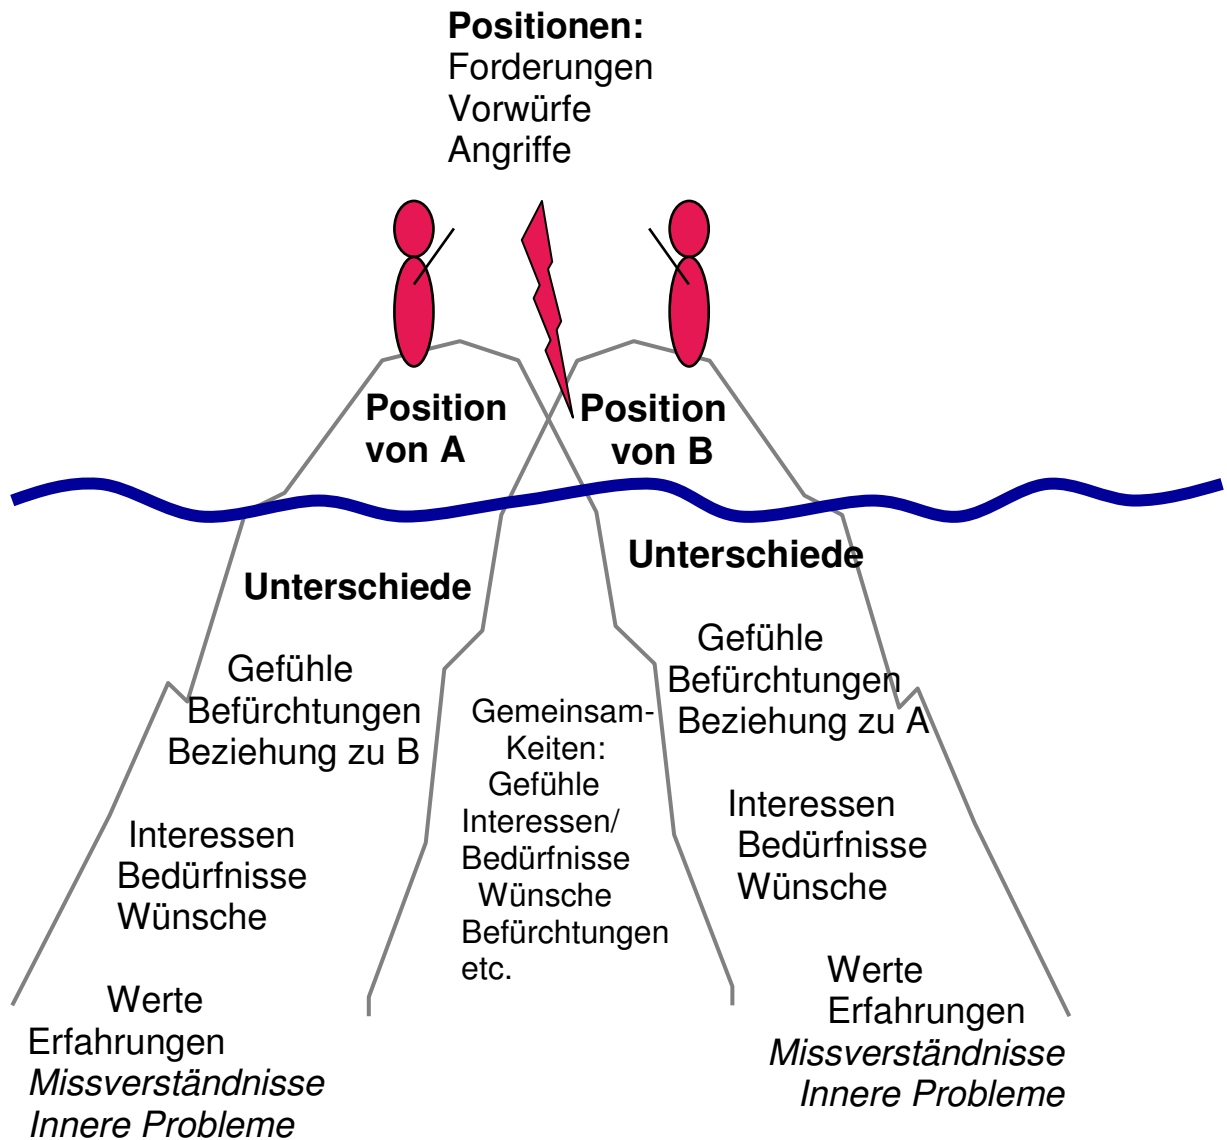 Positionen:
Forderungen
Vorwürfe
Angriffe
Position
von A
Position
von B
Unterschiede
Gefühle
Befürchtungen
Beziehung zu B
Interessen
Bedürfnisse
Wünsche
Werte
Erfahrungen
Missverständnisse
Innere Probleme
Gemeinsam-
Keiten:
Gefühle
Interessen/
Bedürfnisse
Wünsche
Befürchtungen
etc.
Unterschiede
Gefühle
Befürchtungen
Beziehung zu A
Interessen
Bedürfnisse
Wünsche
Werte
Erfahrungen
Missverständnisse
Innere Probleme